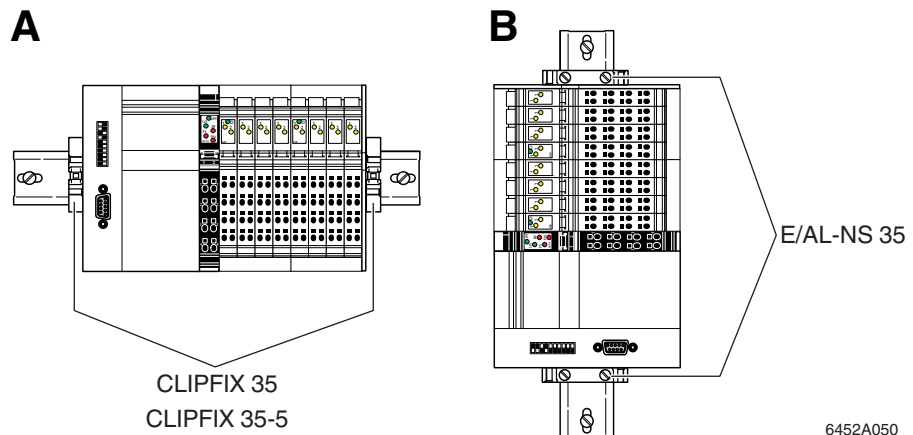 A
B
E/AL-NS 35
CLIPFIX 35
CLIPFIX 35-5
6452A050